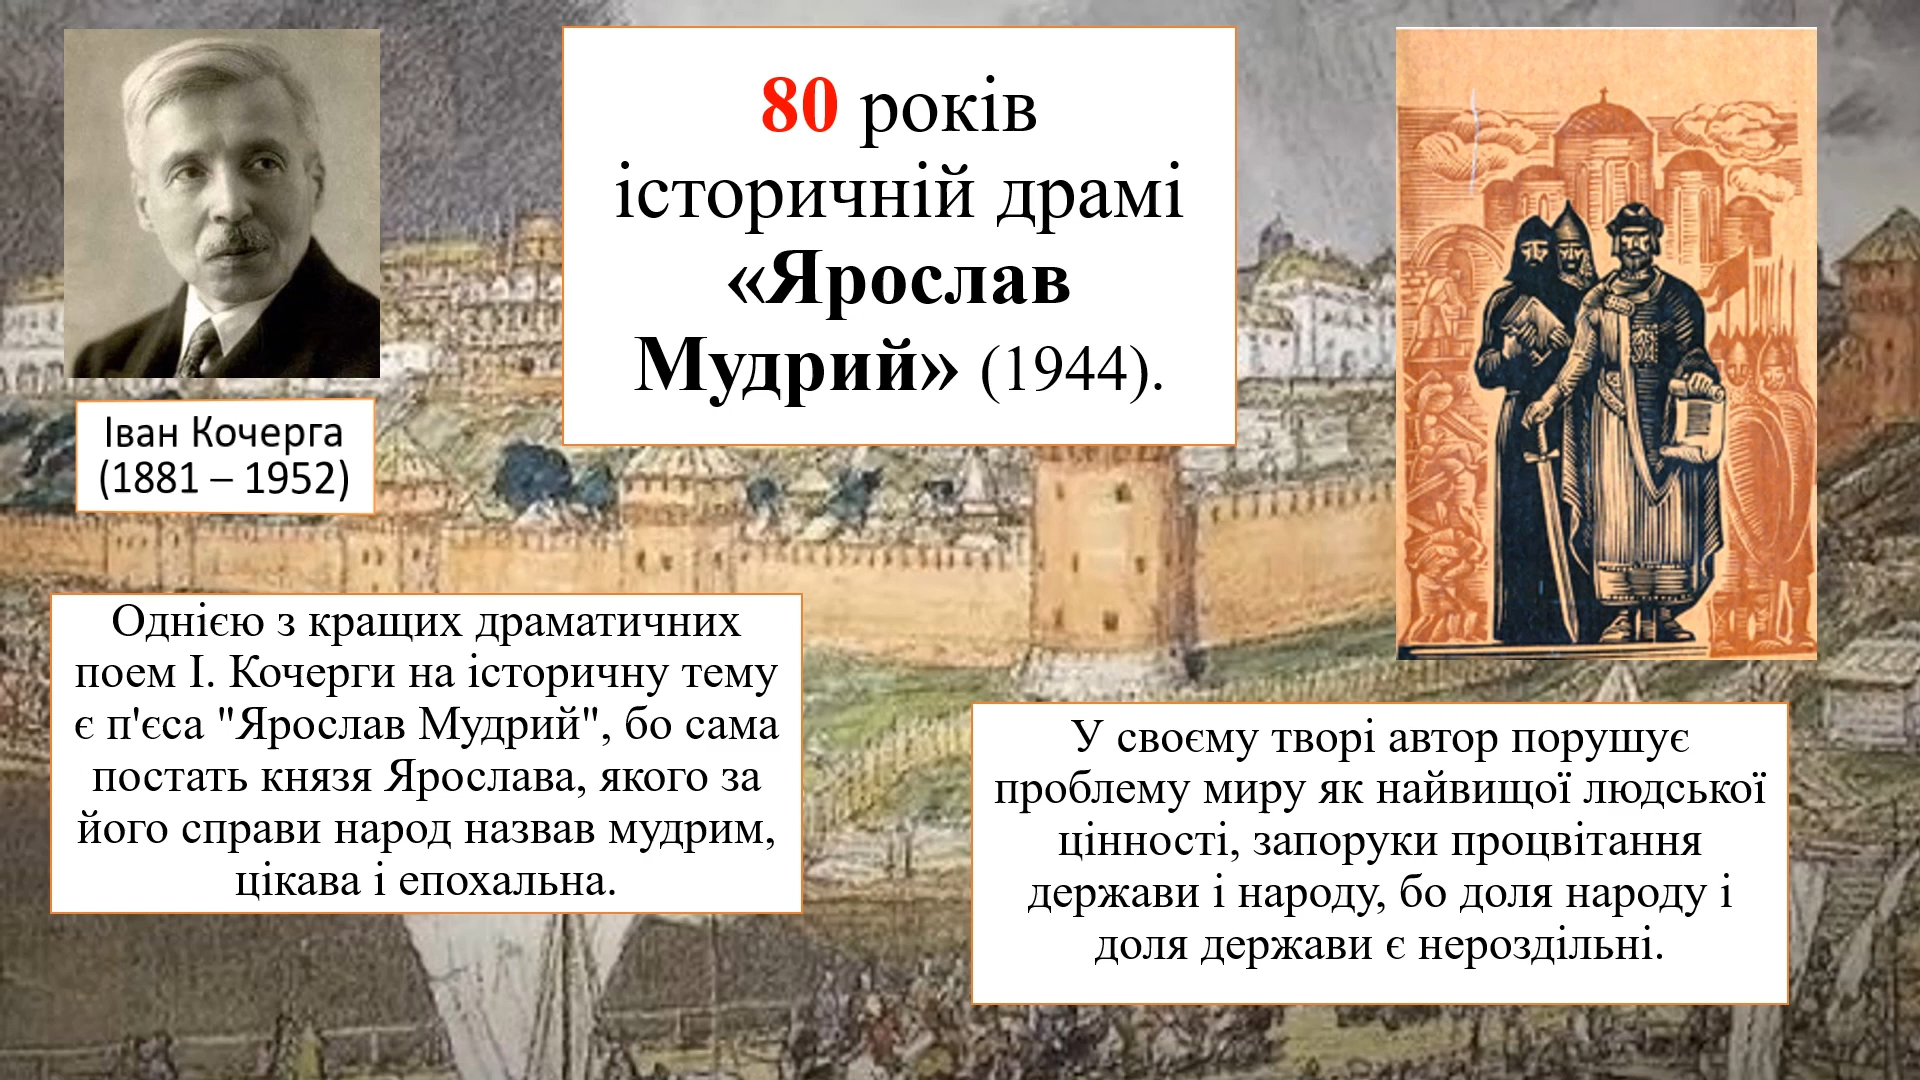 80 років
історичній драмі
«Ярослав
Мудрий» (1944).
Іван Кочерга
(1881 – 1952)
Однією з кращих драматичних
поем І. Кочерги на історичну тему
є п'єса "Ярослав Мудрий", бо сама
постать князя Ярослава, якого за
його справи народ назвав мудрим,
цікава і епохальна.
У своєму творі автор порушує
проблему миру як найвищої людської
цінності, запоруки процвітання
держави і народу, бо доля народу і
доля держави є нероздільні.